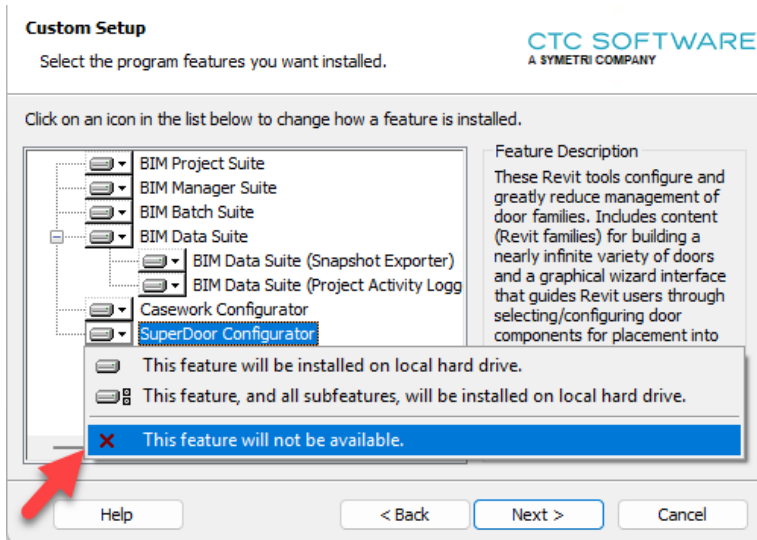 Custom Setup
Select the program features you want installed.
CTC SOFTWARE
A SYMETRI COMPANY
Click on an icon in the list below to change how a feature is installed.
BIM Project Suite
BIM Manager Suite
BIM Batch Suite
BIM Data Suite
BIM Data Suite (Snapshot Exporter)
BIM Data Suite (Project Activity Logg
Casework Configurator
SuperDoor Configurator
Feature Description
These Revit tools configure and
greatly reduce management of
door families. Includes content
(Revit families) for building a
nearly infinite variety of doors
and a graphical wizard interface
that guides Revit users through
selecting/configuring door
components for placement into
This feature will be installed on local hard drive.
This feature, and all subfeatures, will be installed on local hard drive.
This feature will not be available.
Help
< Back
Next >
Cancel